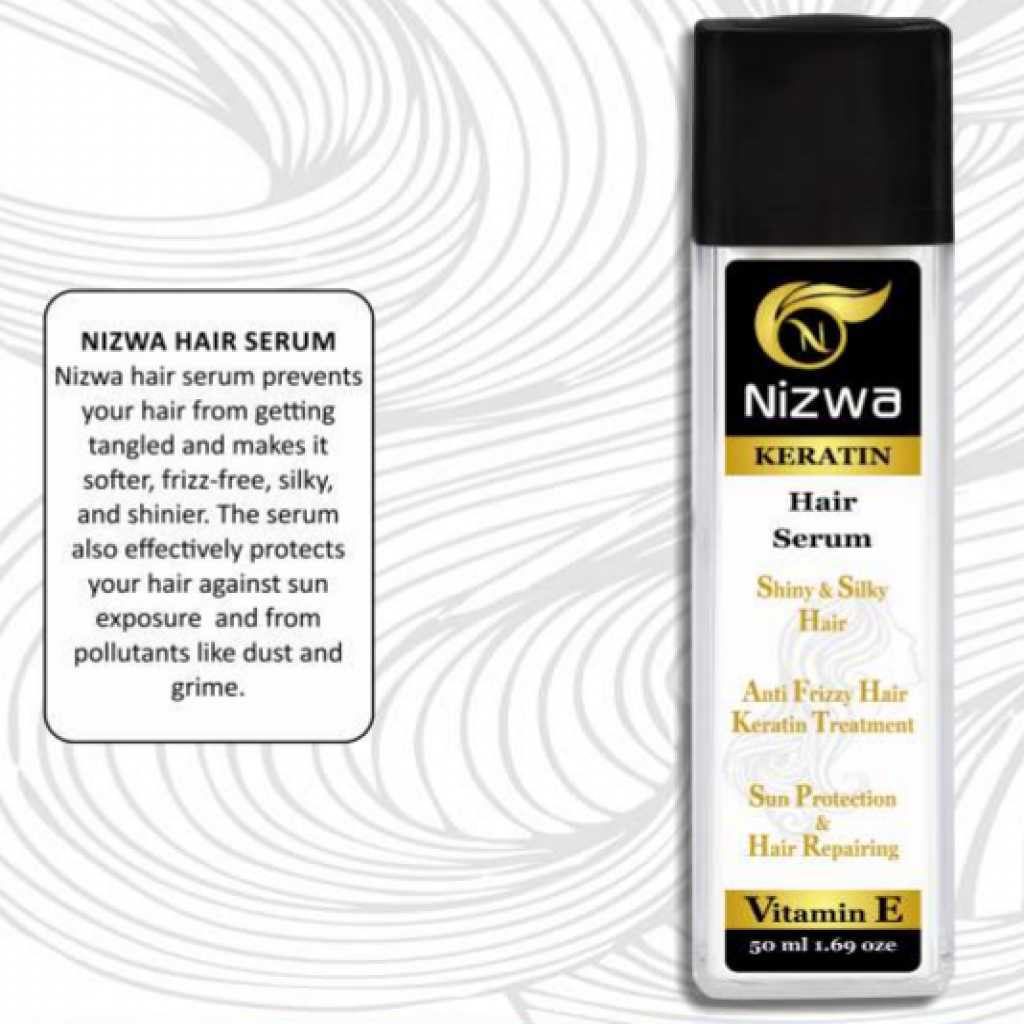 NIZWA HAIR SERUM
Nizwa hair serum prevents
your hair from getting
tangled and makes it
softer, frizz-free, silky,
and shinier. The serum
also effectively protects
your hair against sun
exposure and from
pollutants like dust and
grime.
N
Nizwa
KERATIN
Hair
Serum
Shiny & Silky
Hair
Anti Frizzy Hair
Keratin Treatment
Sun Protection
&
Hair Repairing
Vitamin E
50 ml 1.69 oze